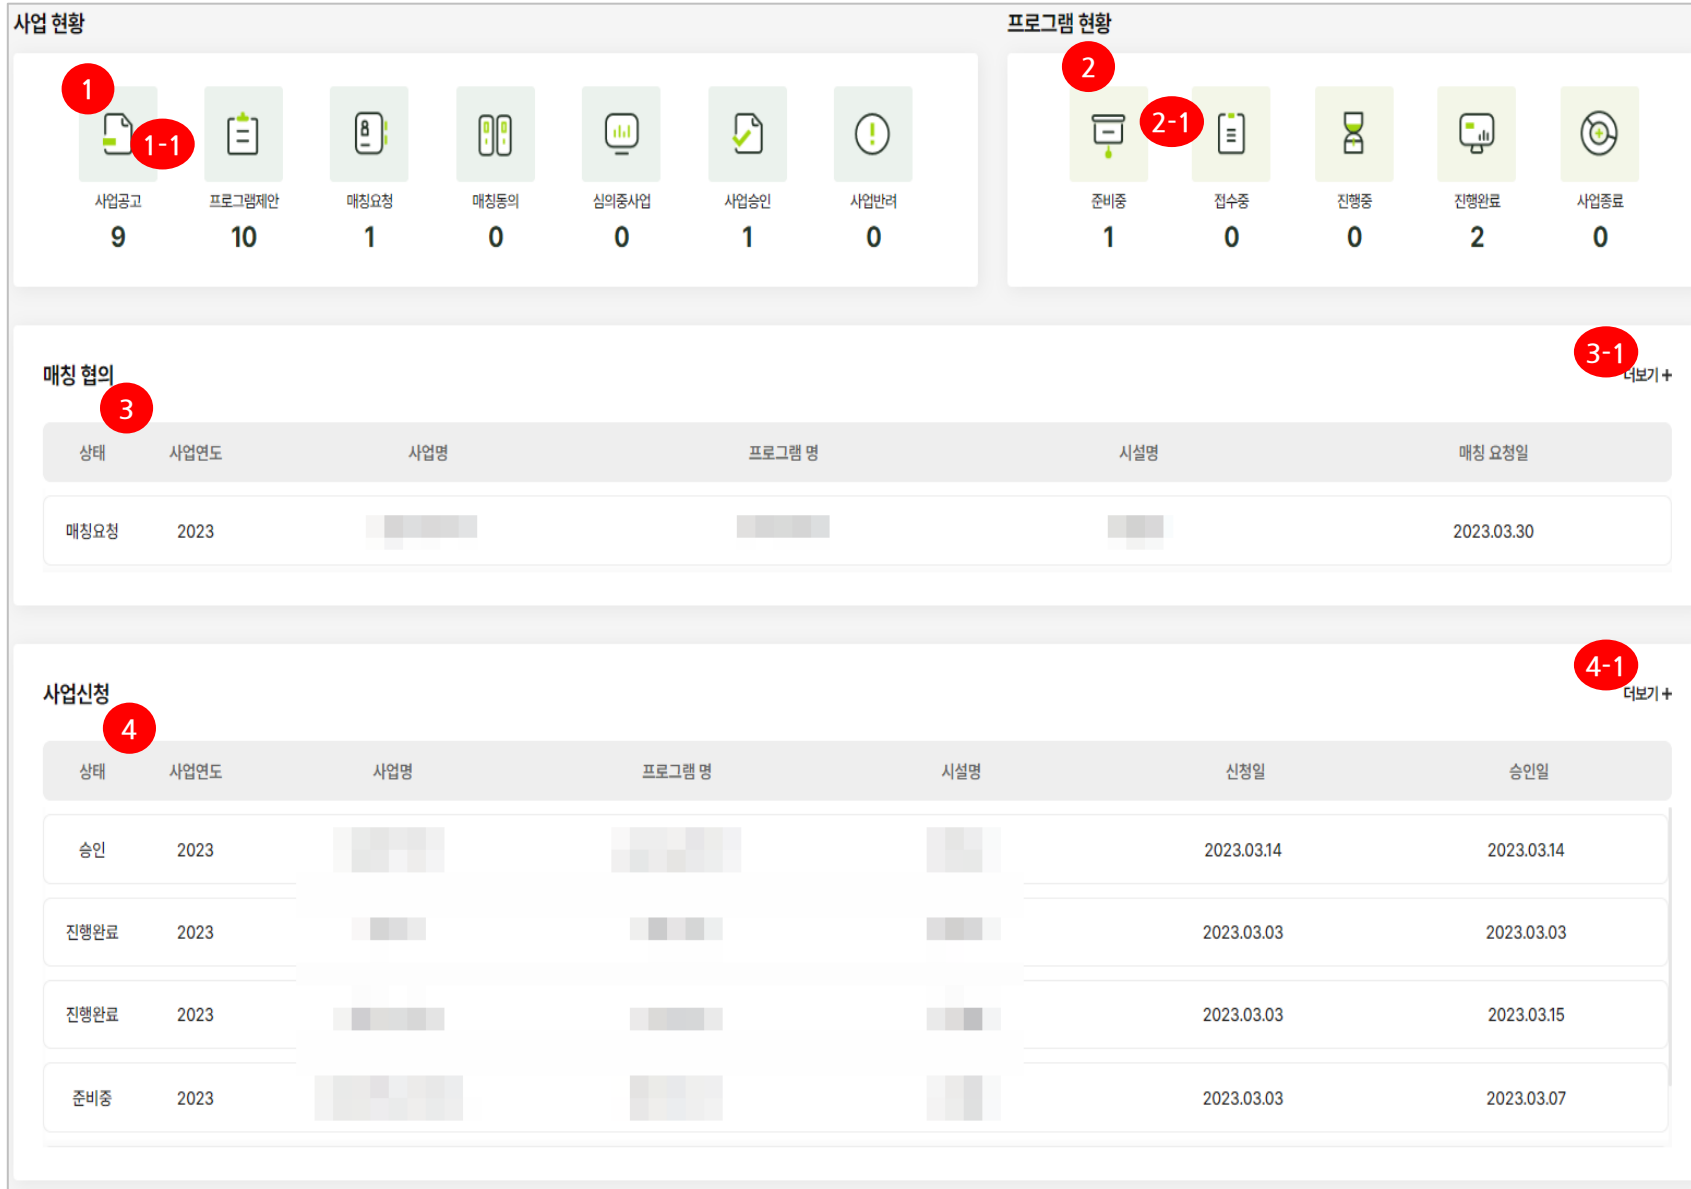 사업 현황
프로그램 현황
1
1-1
2
2-1
사업공고 프로그램제안 매칭요청 매칭동의 심의중사업 사업승인 사업반려
9 10 1 0 0 1 0
준비중 접수중 진행중 진행완료 사업종료
1 0 0 2 0
3-1
매칭 협의
더보기 +
3
상태 사업연도 사업명 프로그램 명 시설명 매칭 요청일
매칭요청 2023 2023.03.30
4-1
사업신청
더보기 +
4
상태 사업연도 사업명 프로그램 명 시설명 신청일 승인일
승인 2023 2023.03.14 2023.03.14
진행완료 2023 2023.03.03 2023.03.03
진행완료 2023 2023.03.03 2023.03.15
준비중 2023 2023.03.03 2023.03.07